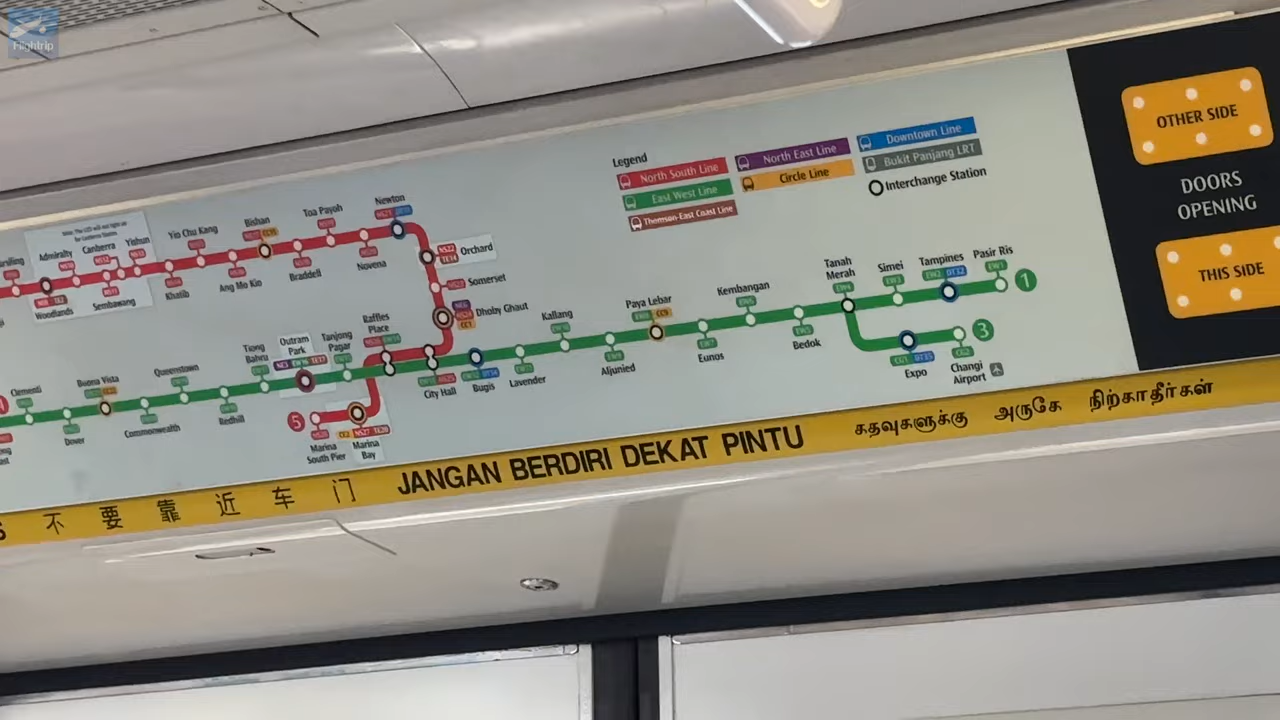 Flightrip
Legend
North South Line
East West Line
Thomson-East Coast Line
North East Line
Circle Line
Downtown Line
Bukit Panjang LRT
Interchange Station
OTHER SIDE
DOORS
OPENING
THIS SIDE
Admiralty
Canberra
Yishun
Woodlands
Sembawang
Khatib
Yio Chu Kang
Ang Mo Kio
Bishan
Braddell
Toa Payoh
Novena
Newton
NS22
TE14
Orchard
Somerset
Dhoby Ghaut
Raffles
Place
City Hall
5
Marina
South Pier
Marina
Bay
Clementi
Dover
Buona Vista
Commonwealth
Queenstown
Redhill
Tiong
Bahru
Outram
Park
Tanjong
Pagar
Bugis
Lavender
Kallang
Aljunied
Paya Lebar
Eunos
Kembangan
Bedok
Tanah
Merah
Simei
Tampines
Pasir Ris
1
Expo
Changi
Airport
3
不要靠近车门
JANGAN BERDIRI DEKAT PINTU
கதவுகளுக்கு அருகே நிற்காதீர்கள்